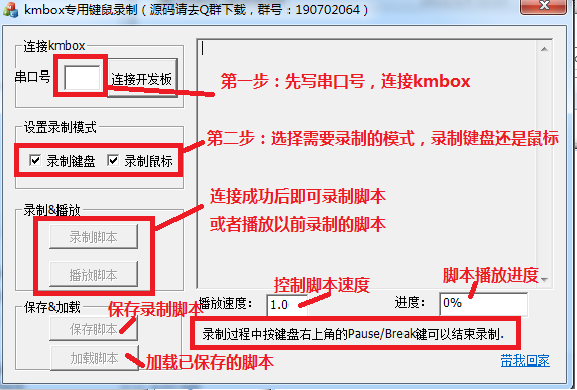 kmbox专用键鼠录制（源码请去Q群下载，群号：190702064）
连接kmbox
串口号
连接开发板
第一步：先写串口号，连接kmbox
设置录制模式
第二步：选择需要录制的模式，录制键盘还是鼠标
录制键盘
录制鼠标
连接成功后即可录制脚本
或者播放以前录制的脚本
录制&播放
录制脚本
播放脚本
控制脚本速度
脚本播放进度
播放速度：
1.0
进度：
0%
保存&加载
保存录制脚本
保存脚本
录制过程中按键盘右上角的Pause/Break键可以结束录制.
加载脚本
加载已保存的脚本
带我回家